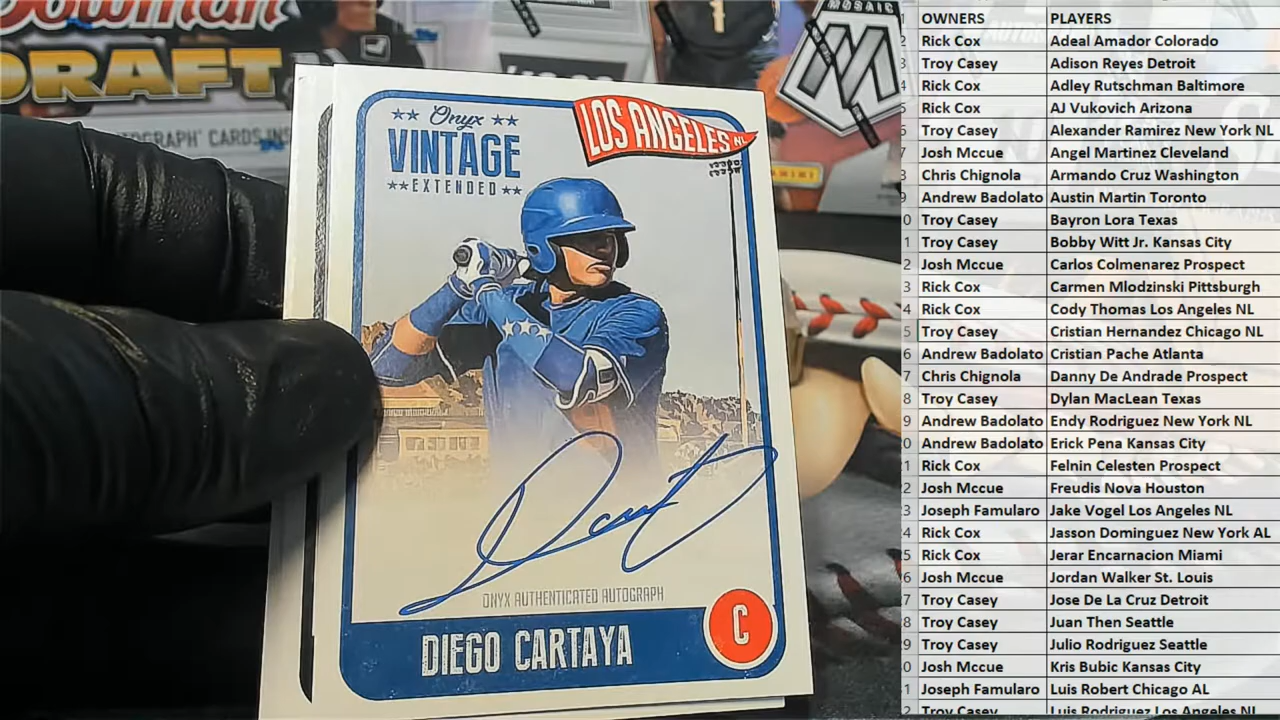 Bowman
DRAFT
AUTOGRAPH CARDS INS
PANINI
MOSAIC
Onyx
VINTAGE
EXTENDED
LOS ANGELES NL
ONYX AUTHENTICATED AUTOGRAPH
DIEGO CARTAYA
C
OWNERS PLAYERS
Rick Cox Adeal Amador Colorado
Troy Casey Adison Reyes Detroit
Rick Cox Adley Rutschman Baltimore
Rick Cox AJ Vukovich Arizona
Troy Casey Alexander Ramirez New York NL
Josh Mccue Angel Martinez Cleveland
Chris Chignola Armando Cruz Washington
Andrew Badolato Austin Martin Toronto
Troy Casey Bayron Lora Texas
Troy Casey Bobby Witt Jr. Kansas City
Josh Mccue Carlos Colmenarez Prospect
Rick Cox Carmen Mlodzinski Pittsburgh
Rick Cox Cody Thomas Los Angeles NL
Troy Casey Cristian Hernandez Chicago NL
Andrew Badolato Cristian Pache Atlanta
Chris Chignola Danny De Andrade Prospect
Troy Casey Dylan MacLean Texas
Andrew Badolato Endy Rodriguez New York NL
Andrew Badolato Erick Pena Kansas City
Rick Cox Felnin Celesten Prospect
Josh Mccue Freudis Nova Houston
Joseph Famularo Jake Vogel Los Angeles NL
Rick Cox Jasson Dominguez New York AL
Rick Cox Jerar Encarnacion Miami
Josh Mccue Jordan Walker St. Louis
Troy Casey Jose De La Cruz Detroit
Troy Casey Juan Then Seattle
Troy Casey Julio Rodriguez Seattle
Josh Mccue Kris Bubic Kansas City
Joseph Famularo Luis Robert Chicago AL
Troy Casey Luis Rodriguez Los Angeles NL